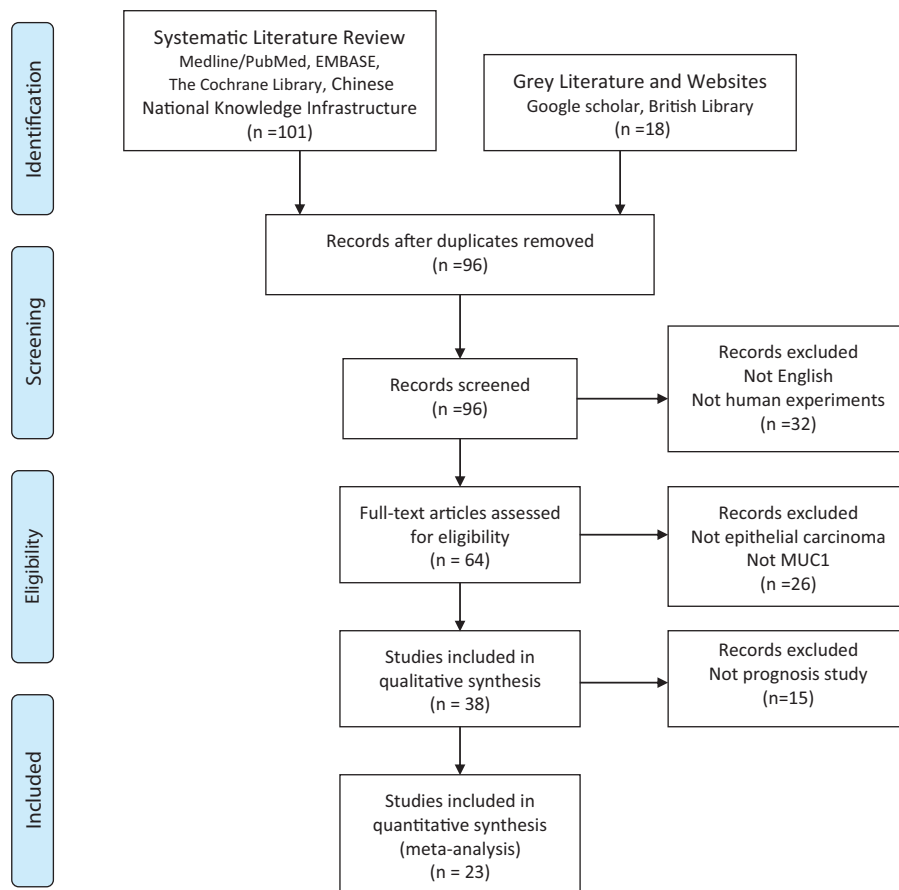 Identification
Systematic Literature Review
Medline/PubMed, EMBASE,
The Cochrane Library, Chinese
National Knowledge Infrastructure
(n =101)
Grey Literature and Websites
Google scholar, British Library
(n =18)
Records after duplicates removed
(n =96)
Screening
Records screened
(n =96)
Records excluded
Not English
Not human experiments
(n =32)
Eligibility
Full-text articles assessed
for eligibility
(n = 64)
Records excluded
Not epithelial carcinoma
Not MUC1
(n =26)
Studies included in
qualitative synthesis
(n = 38)
Records excluded
Not prognosis study
(n=15)
Included
Studies included in
quantitative synthesis
(meta-analysis)
n = 23)